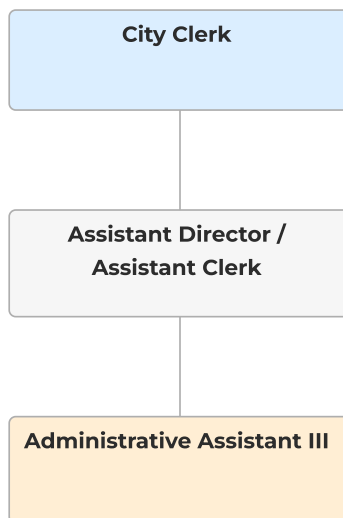 City Clerk
Assistant Director /
Assistant Clerk
Administrative Assistant III